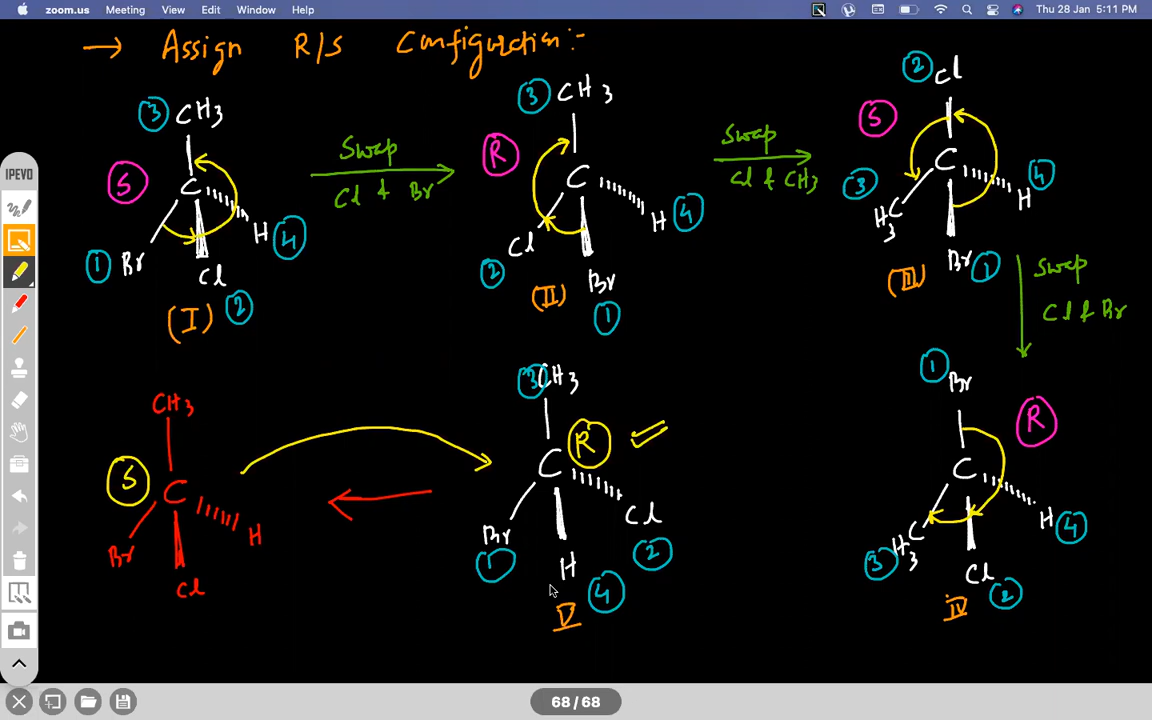 zoom.us Meeting View Edit Window Help Thu 28 Jan 5:11 PM
→ Assign R/S Configuration:-
IPEVO
③ CH3
S
C
① Br
H ④
Cl ②
(I)
Swap
Cl & Br
③ CH3
R
C
Cl
②
H ④
Br
①
(II)
Swap
Cl & CH3
② Cl
S
C
③
H3C
H ④
Br ①
(III)
Swap
Cl & Br
CH3
S
C
Br
H
Cl
③ CH3
C R
Br
①
Cl
②
H
④
V
①
Br
R
C
③ H3C
H ④
Cl ②
iv
68 / 68